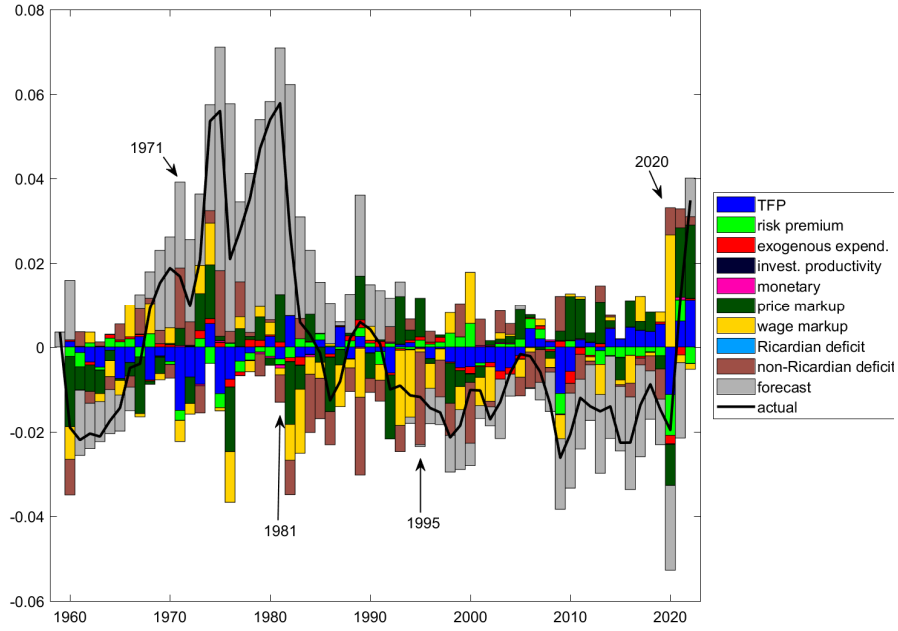 0.08
0.06
0.04
0.02
0
-0.02
-0.04
-0.06
1960
1970
1980
1990
2000
2010
2020
1971
1981
1995
2020
TFP
risk premium
exogenous expend.
invest. productivity
monetary
price markup
wage markup
Ricardian deficit
non-Ricardian deficit
forecast
actual